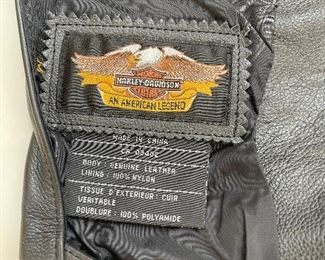 HARLEY-DAVIDSON
AN AMERICAN LEGEND
MADE IN CHINA
BODY: GENUINE LEATHER
LINING: 100% NYLON
TISSUE D'EXTERIEUR: CUIR
VERITABLE
DOUBLURE: 100% POLYAMIDE